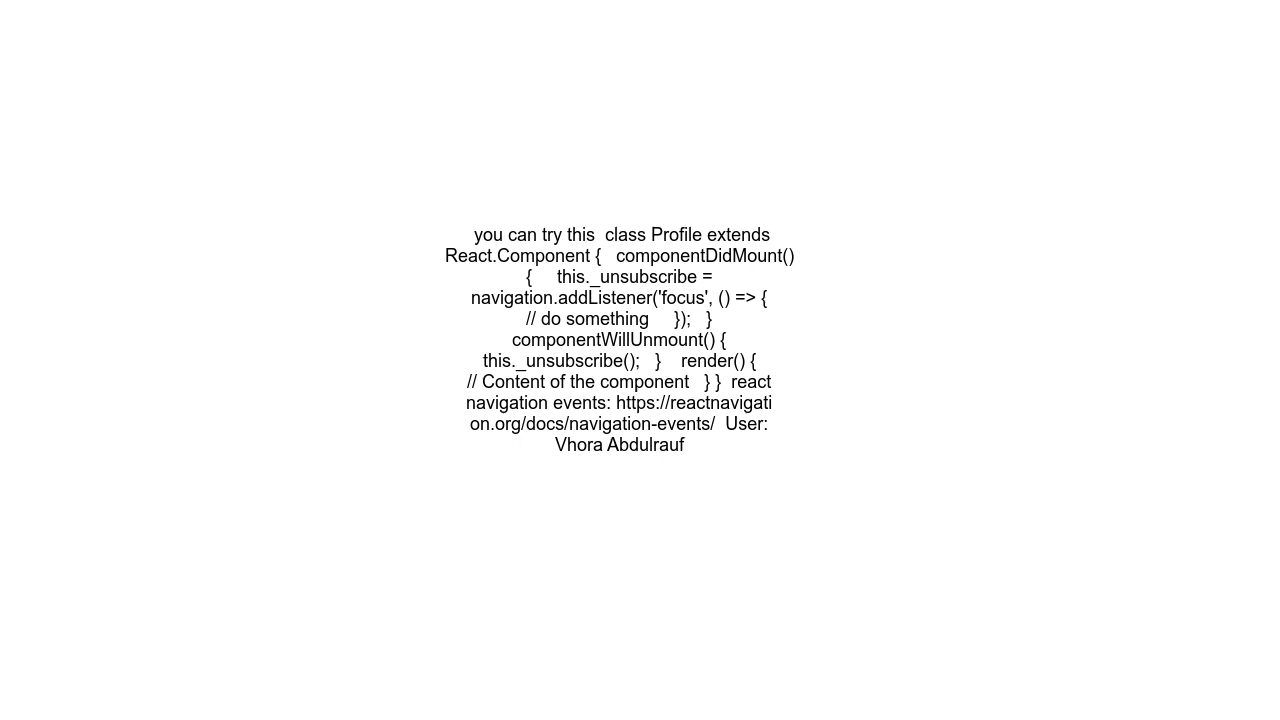 you can try this  class Profile extends
React.Component {   componentDidMount()
{     this._unsubscribe =
navigation.addListener('focus', () => {
// do something     });   }
componentWillUnmount() {
this._unsubscribe();   }    render() {
// Content of the component   } }  react
navigation events: https://reactnavigati
on.org/docs/navigation-events/  User:
Vhora Abdulrauf